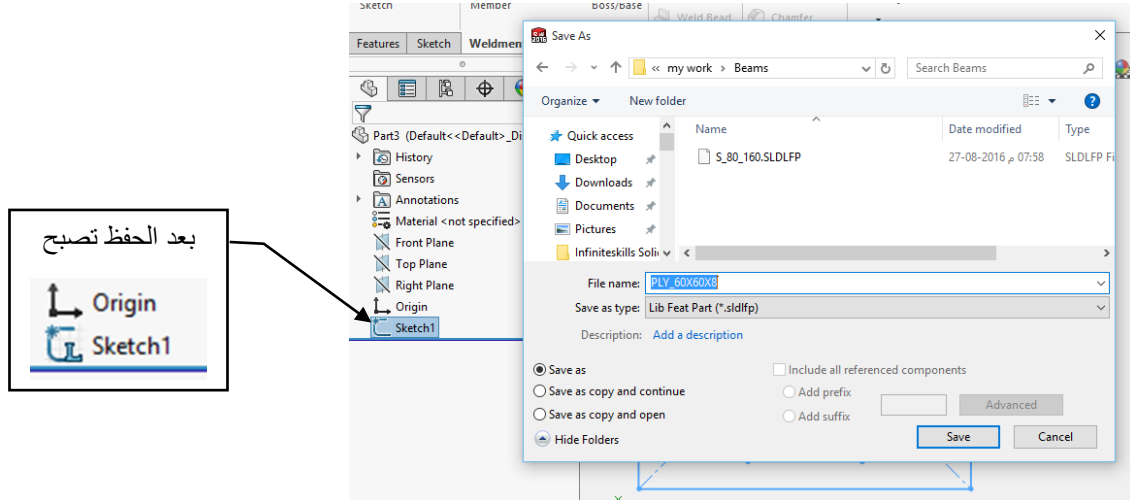 Sketch
Member
Boss/Base
Weld Bead
Chamfer
Features
Sketch
Weldmen
SW
2016
Save As
« my work › Beams
Search Beams
Organize
New folder
Quick access
Desktop
Downloads
Documents
Pictures
Infiniteskills Soli
Name
Date modified
Type
S_80_160.SLDLFP
27-08-2016 م 07:58
SLDLFP Fi
Part3 (Default<<Default>_Di
History
Sensors
Annotations
Material <not specified>
Front Plane
Top Plane
Right Plane
Origin
Sketch1
بعد الحفظ تصبح
Origin
Sketch1
File name: PLY_60X60X8
Save as type: Lib Feat Part (*.sldlfp)
Description: Add a description
Save as
Save as copy and continue
Save as copy and open
Include all referenced components
Add prefix
Add suffix
Advanced
Hide Folders
Save
Cancel